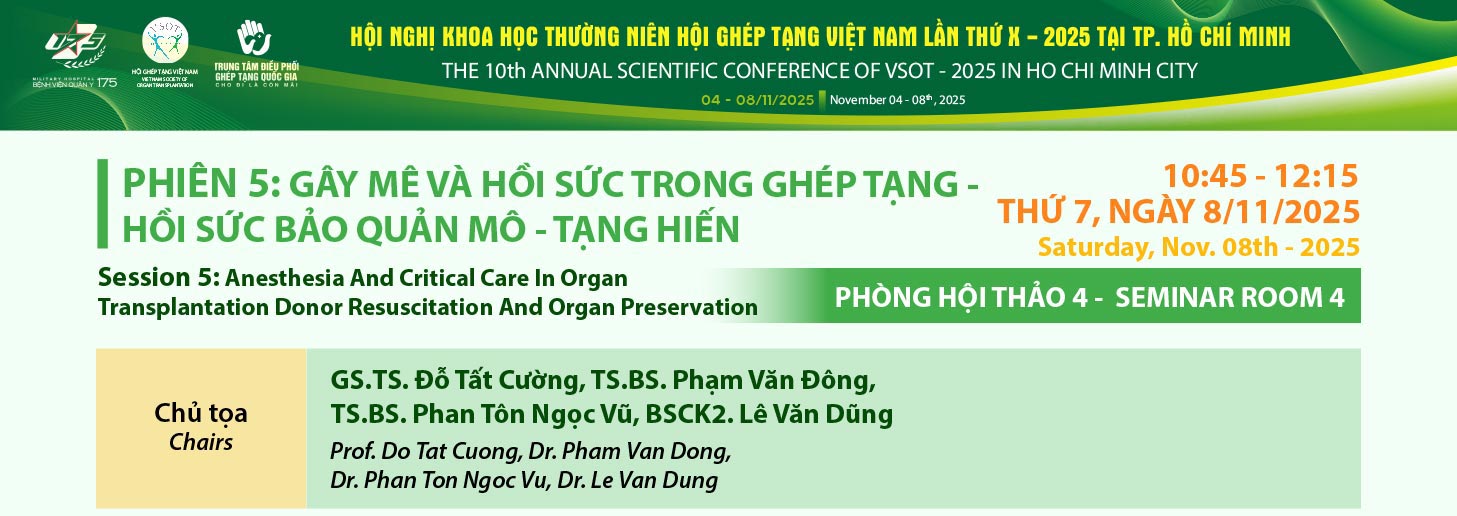 HỘI NGHỊ KHOA HỌC THƯỜNG NIÊN HỘI GHÉP TẠNG VIỆT NAM LẦN THỨ X – 2025 TẠI TP. HỒ CHÍ MINH
THE 10th ANNUAL SCIENTIFIC CONFERENCE OF VSOT - 2025 IN HO CHI MINH CITY
04 - 08/11/2025 November 04 - 08th, 2025
175
MILITARY HOSPITAL
BỆNH VIỆN QUÂN Y 175
VSOT
HỘI GHÉP TẠNG VIỆT NAM
VIETNAM SOCIETY OF
ORGAN TRANSPLANTATION
TRUNG TÂM ĐIỀU PHỐI
GHÉP TẠNG QUỐC GIA
CHO ĐI LÀ CÒN MÃI
PHIÊN 5: GÂY MÊ VÀ HỒI SỨC TRONG GHÉP TẠNG -
HỒI SỨC BẢO QUẢN MÔ - TẠNG HIẾN
10:45 - 12:15
THỨ 7, NGÀY 8/11/2025
Saturday, Nov. 08th - 2025
Session 5: Anesthesia And Critical Care In Organ
Transplantation Donor Resuscitation And Organ Preservation
PHÒNG HỘI THẢO 4 - SEMINAR ROOM 4
Chủ tọa
Chairs
GS.TS. Đỗ Tất Cường, TS.BS. Phạm Văn Đông,
TS.BS. Phan Tôn Ngọc Vũ, BSCK2. Lê Văn Dũng
Prof. Do Tat Cuong, Dr. Pham Van Dong,
Dr. Phan Ton Ngoc Vu, Dr. Le Van Dung